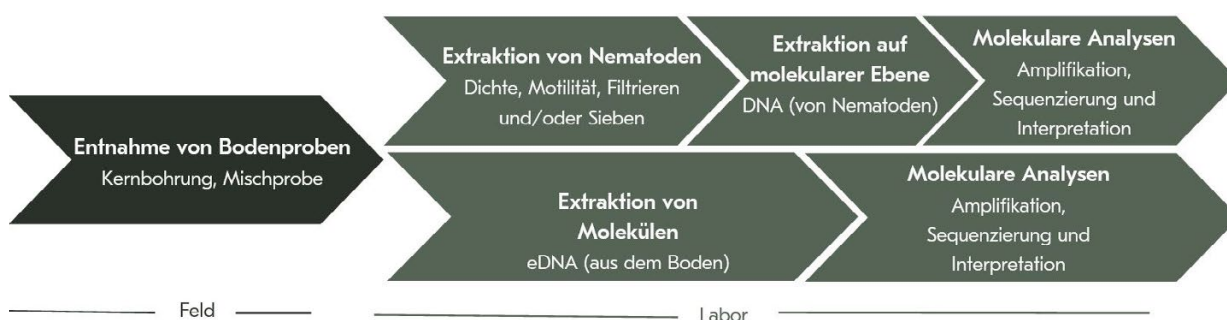 Entnahme von Bodenproben
Kernbohrung, Mischprobe
Extraktion von Nematoden
Dichte, Motilität, Filtrieren
und/oder Sieben
Extraktion auf
molekularer Ebene
DNA (von Nematoden)
Molekulare Analysen
Amplifikation,
Sequenzierung und
Interpretation
Extraktion von
Molekülen
eDNA (aus dem Boden)
Molekulare Analysen
Amplifikation,
Sequenzierung und
Interpretation
Feld
Labor